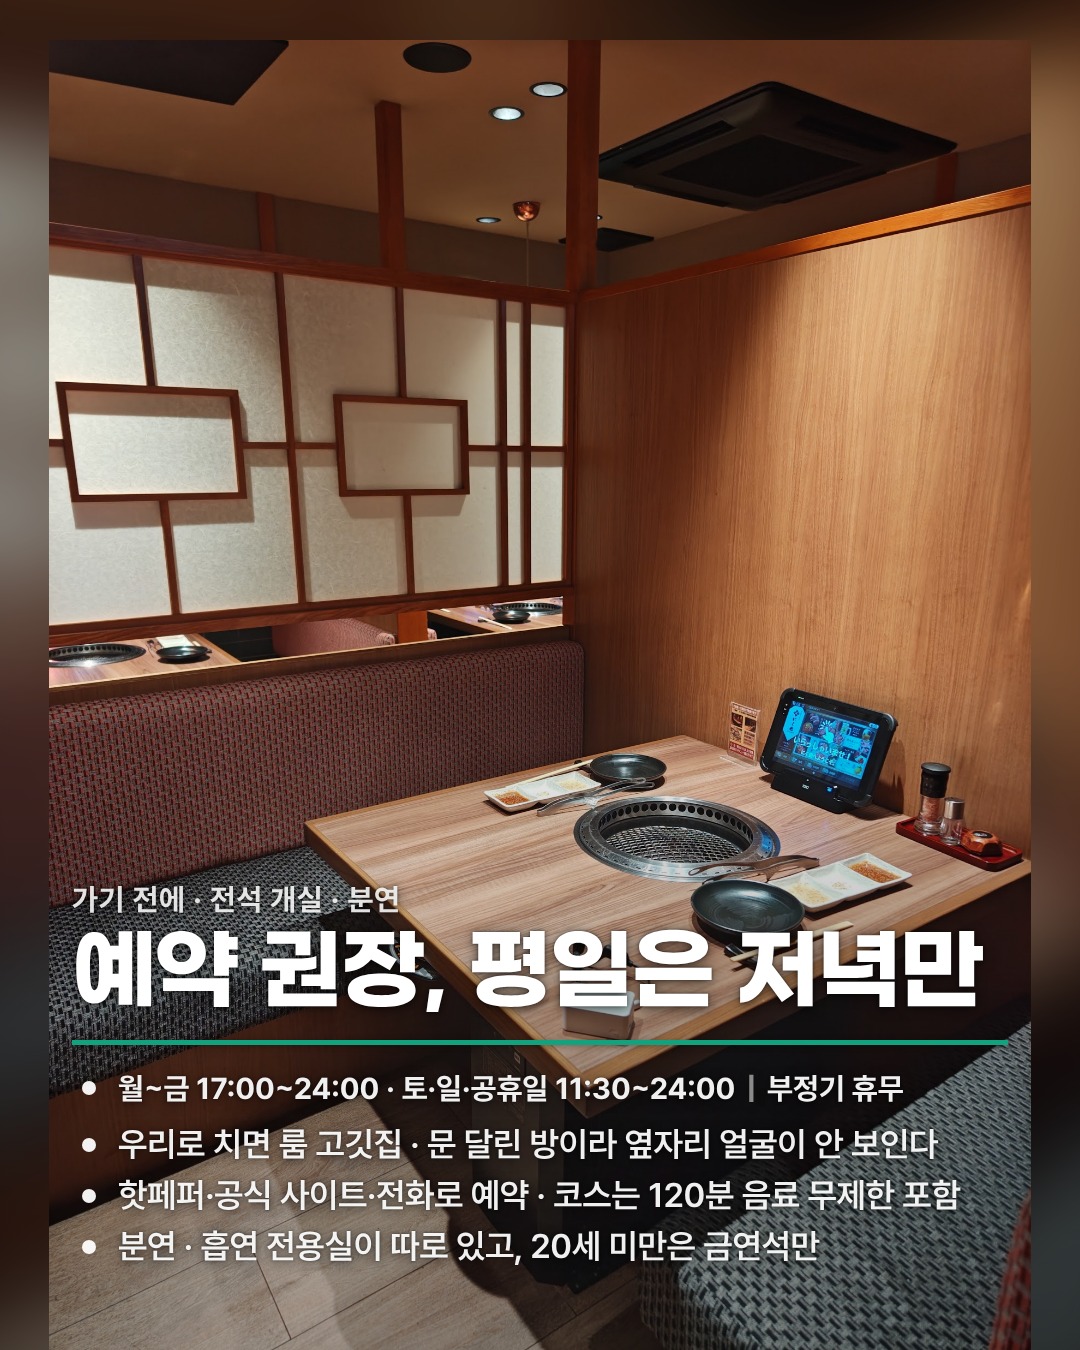 가기 전에 · 전석 개실 · 분연
예약 권장, 평일은 저녁만
월~금 17:00~24:00 · 토·일·공휴일 11:30~24:00 | 부정기 휴무
우리로 치면 룸 고깃집 · 문 달린 방이라 옆자리 얼굴이 안 보인다
핫페퍼·공식 사이트·전화로 예약 · 코스는 120분 음료 무제한 포함
분연 · 흡연 전용실이 따로 있고, 20세 미만은 금연석만